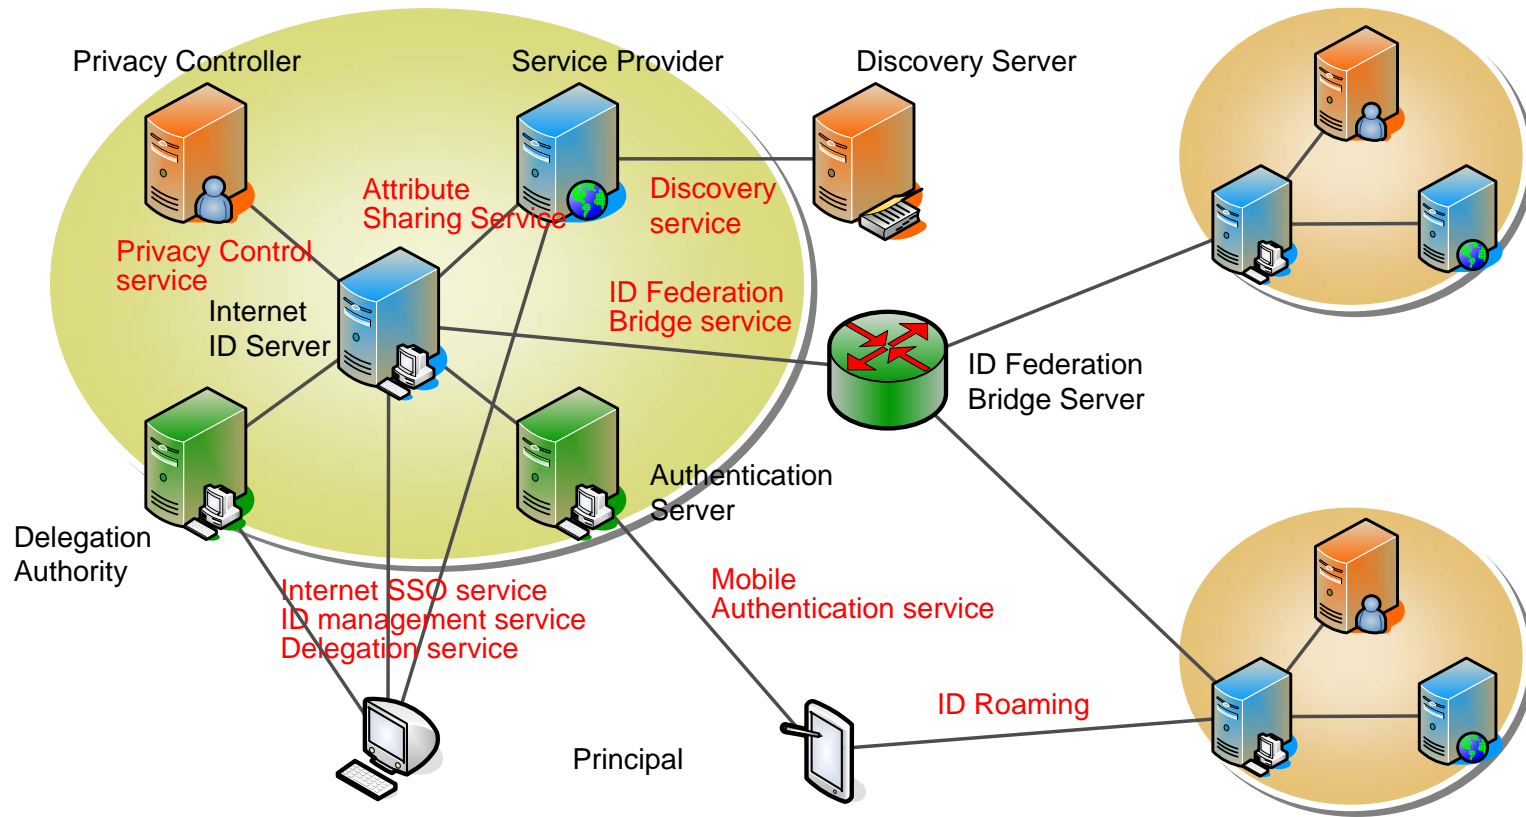 Privacy Controller
Service Provider
Discovery Server
Attribute
Sharing Service
Discovery
service
Privacy Control
service
Internet
ID Server
ID Federation
Bridge service
ID Federation
Bridge Server
Authentication
Server
Delegation
Authority
Internet SSO service
ID management service
Delegation service
Mobile
Authentication service
ID Roaming
Principal